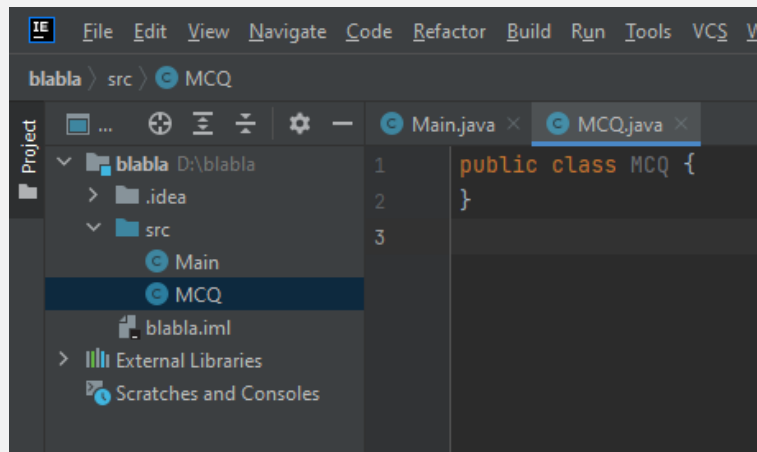 IE File Edit View Navigate Code Refactor Build Run Tools VCS W
blabla src C MCQ
Project
...
C Main.java C MCQ.java
blabla D:\blabla
.idea
src
C Main
C MCQ
blabla.iml
External Libraries
Scratches and Consoles
1 public class MCQ {
2 }
3